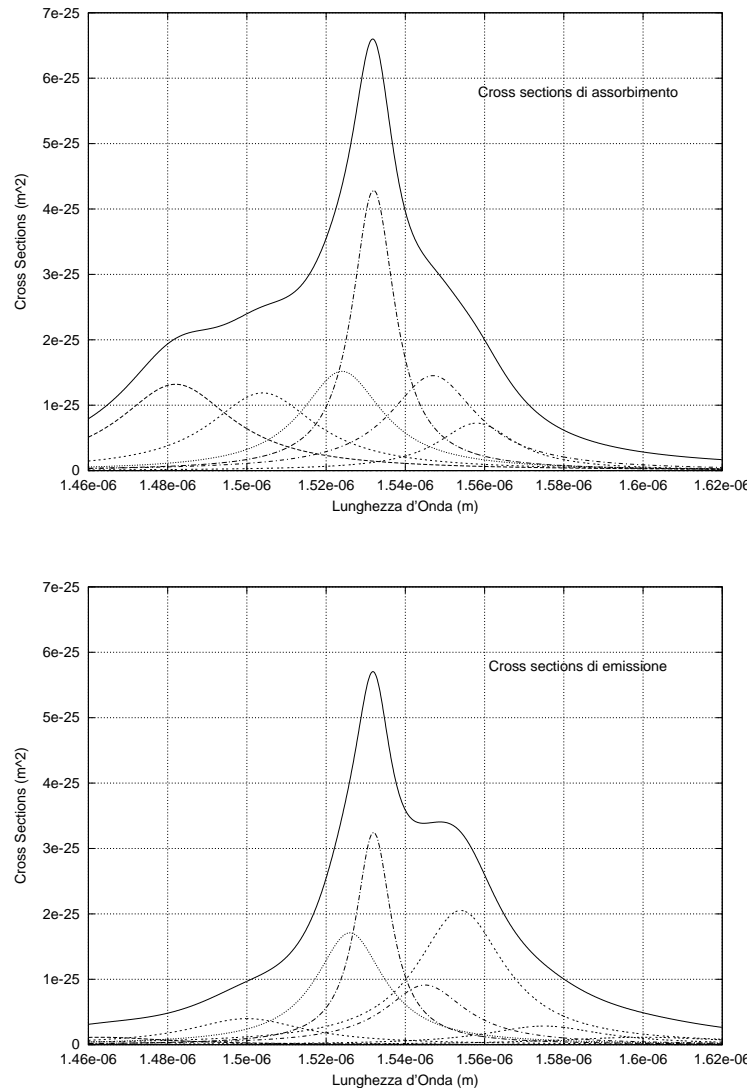 7e-25
6e-25
5e-25
4e-25
3e-25
2e-25
1e-25
0
Cross Sections (m^2)
Cross sections di assorbimento
1.46e-06 1.48e-06 1.5e-06 1.52e-06 1.54e-06 1.56e-06 1.58e-06 1.6e-06 1.62e-06
Lunghezza d'Onda (m)
7e-25
6e-25
5e-25
4e-25
3e-25
2e-25
1e-25
0
Cross Sections (m^2)
Cross sections di emissione
1.46e-06 1.48e-06 1.5e-06 1.52e-06 1.54e-06 1.56e-06 1.58e-06 1.6e-06 1.62e-06
Lunghezza d'Onda (m)